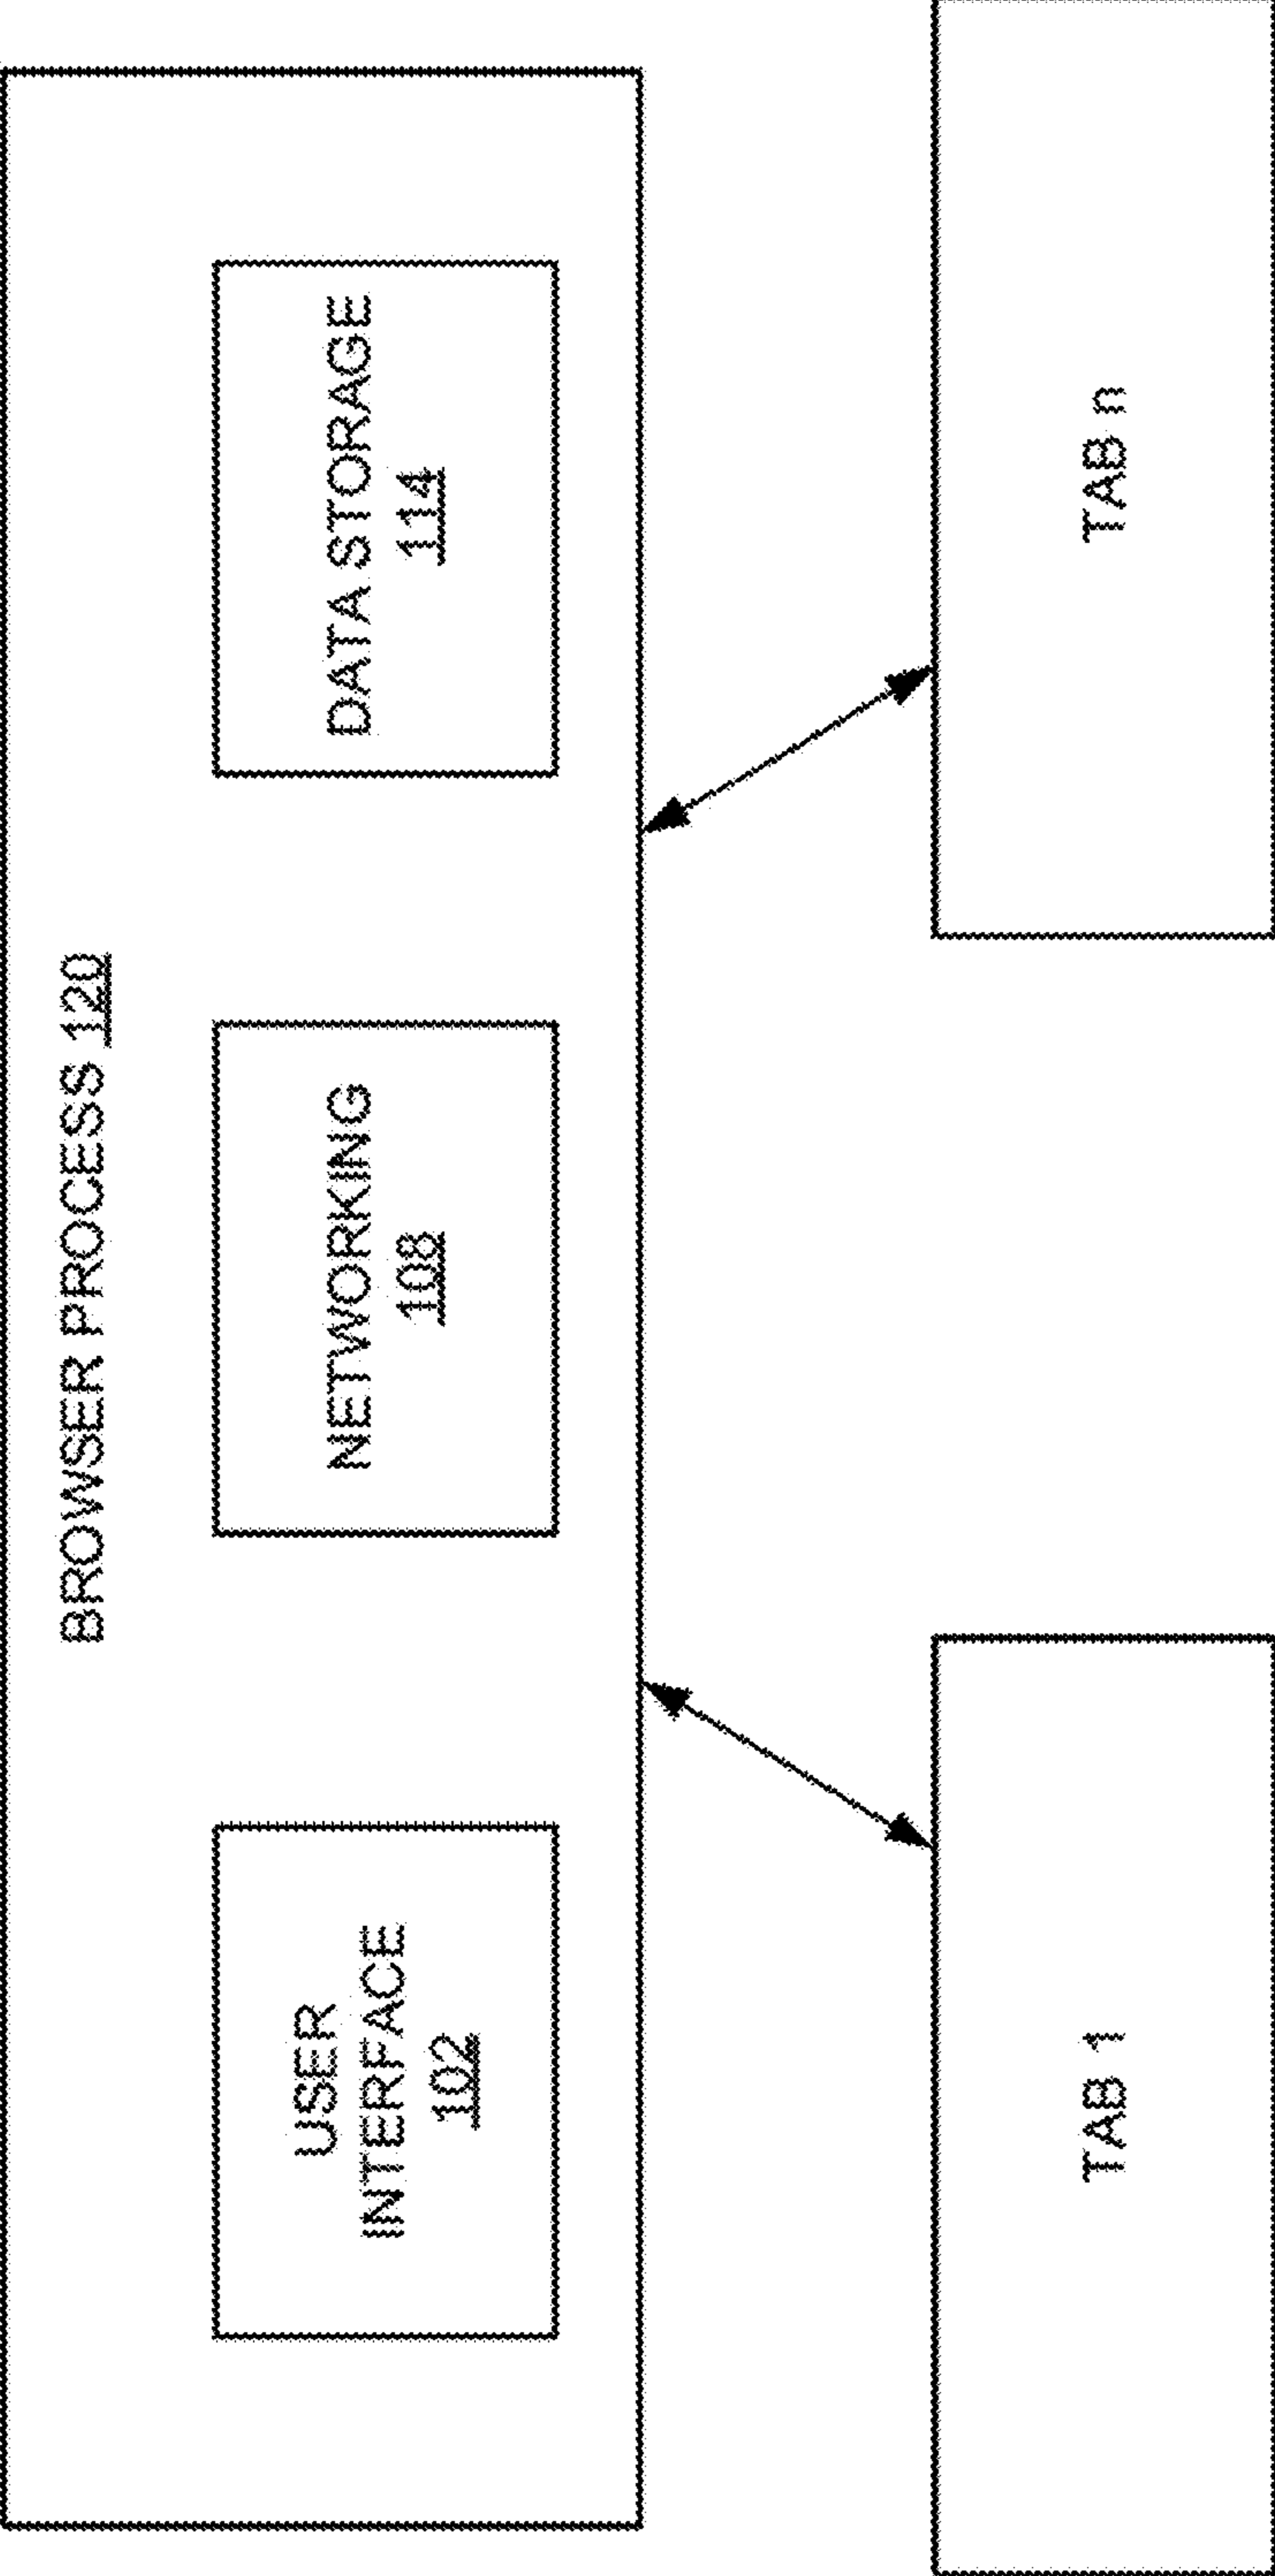 BROWSER PROCESS 120
USER
INTERFACE
102
NETWORKING
108
DATA STORAGE
114
TAB 1
TAB n